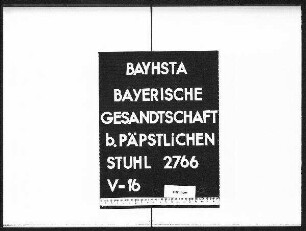 BAYHSTA
BAYERISCHE
GESANDTSCHAFT
b. PÄPSTLICHEN
STUHL 2766
V-16